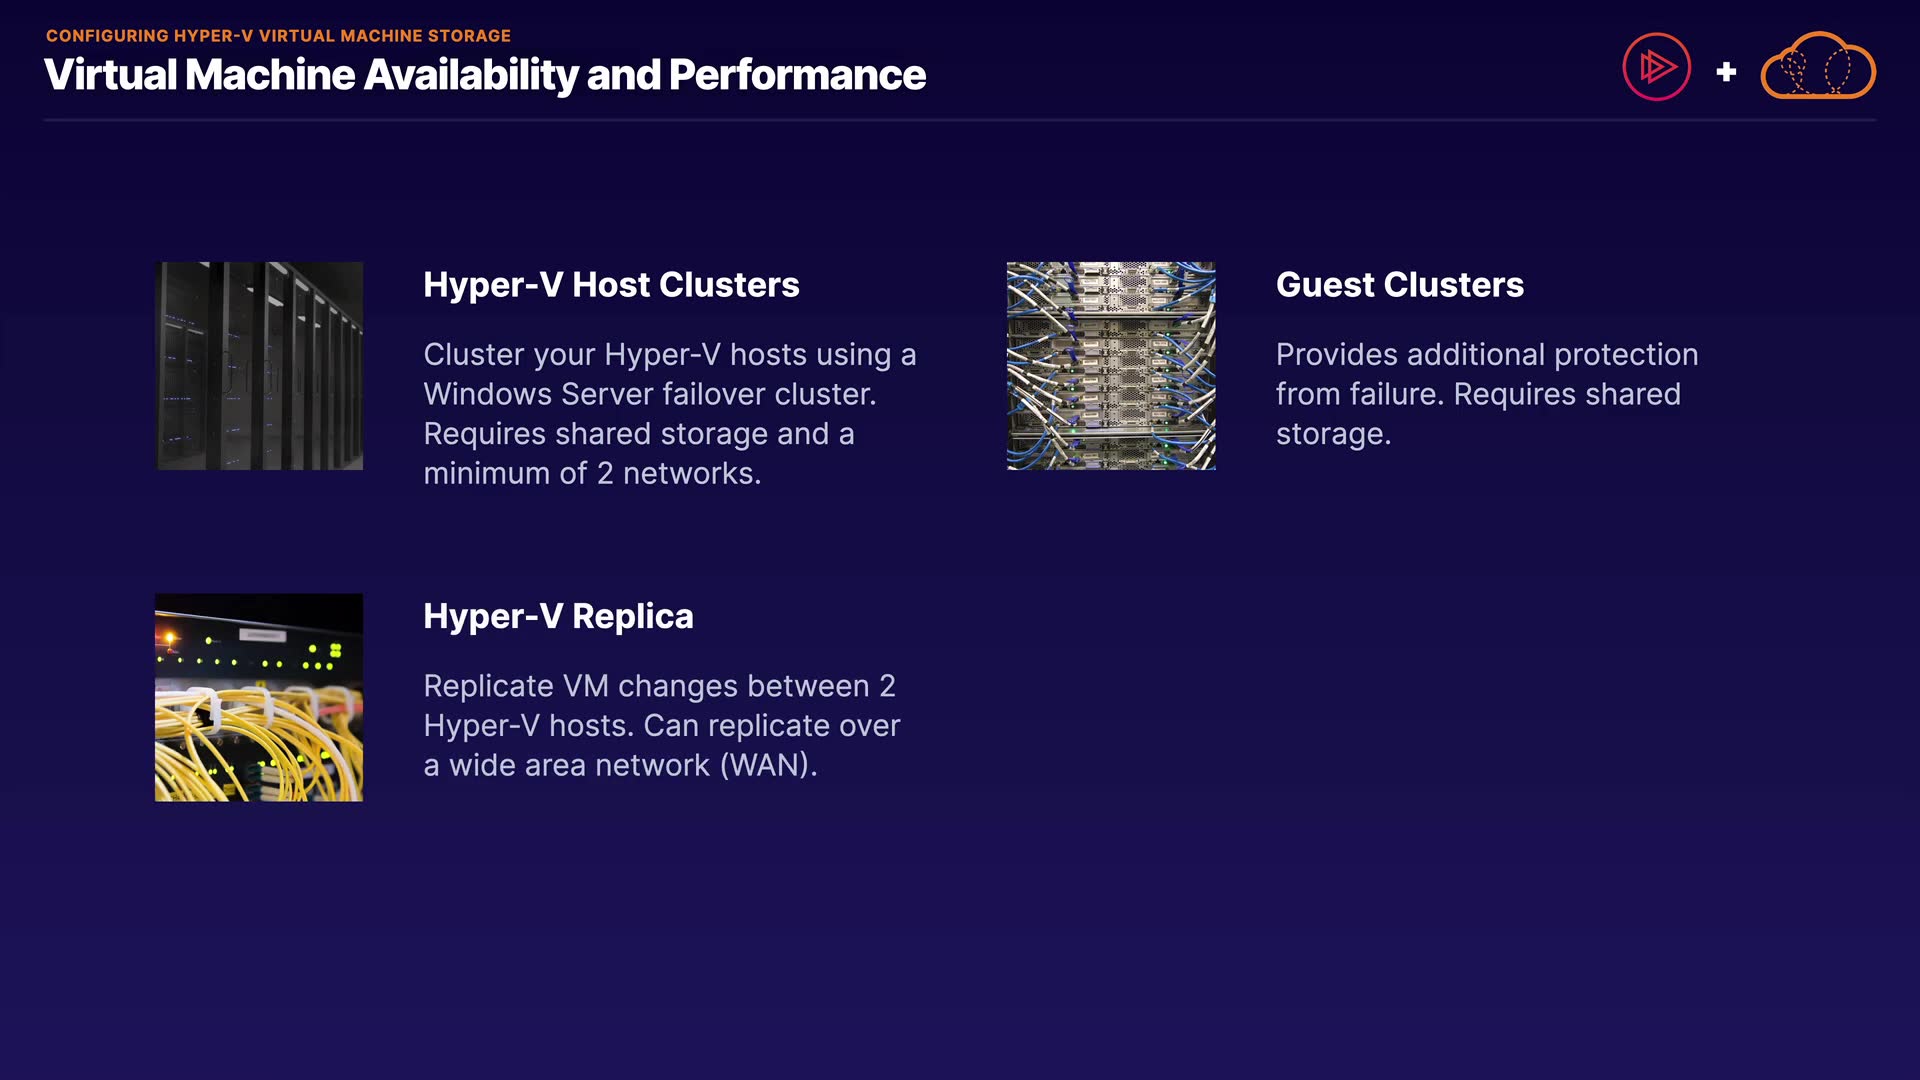 CONFIGURING HYPER-V VIRTUAL MACHINE STORAGE
Virtual Machine Availability and Performance
Hyper-V Host Clusters
Cluster your Hyper-V hosts using a
Windows Server failover cluster.
Requires shared storage and a
minimum of 2 networks.
Guest Clusters
Provides additional protection
from failure. Requires shared
storage.
Hyper-V Replica
Replicate VM changes between 2
Hyper-V hosts. Can replicate over
a wide area network (WAN).